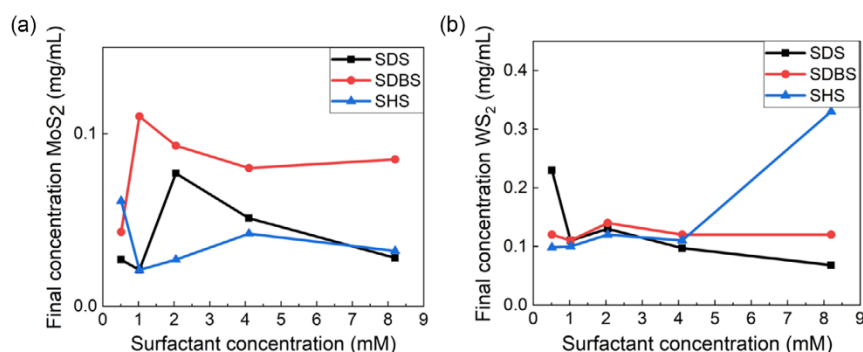 (a)
Final concentration MoS₂ (mg/mL)
0.1
0.0
SDS
SDBS
SHS
0 1 2 3 4 5 6 7 8 9
Surfactant concentration (mM)
(b)
Final concentration WS₂ (mg/mL)
0.4
0.3
0.2
0.1
0.0
SDS
SDBS
SHS
0 1 2 3 4 5 6 7 8 9
Surfactant concentration (mM)